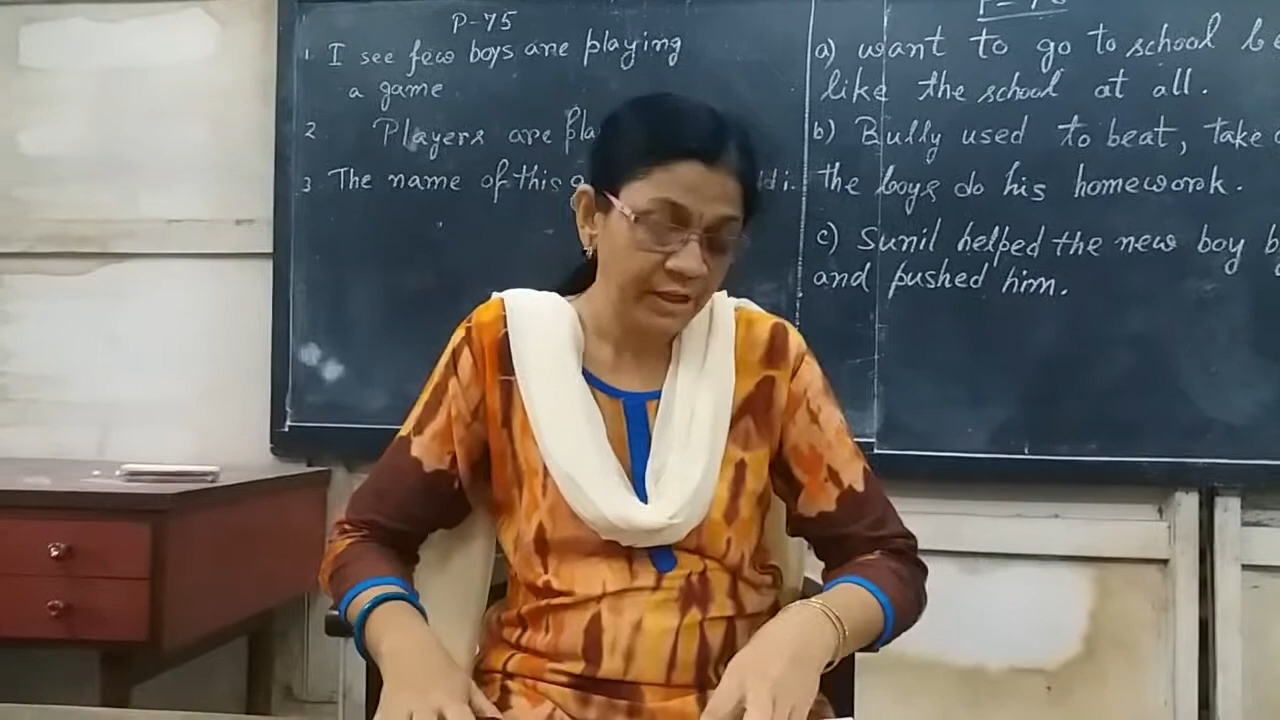 P-75
1. I see few boys are playing
a game
2. Players are
3. The name of this
a) want to go to school
like the school at all.
b) Bully used to beat, take
the boys do his homework.
c) Sunil helped the new boy
and pushed him.